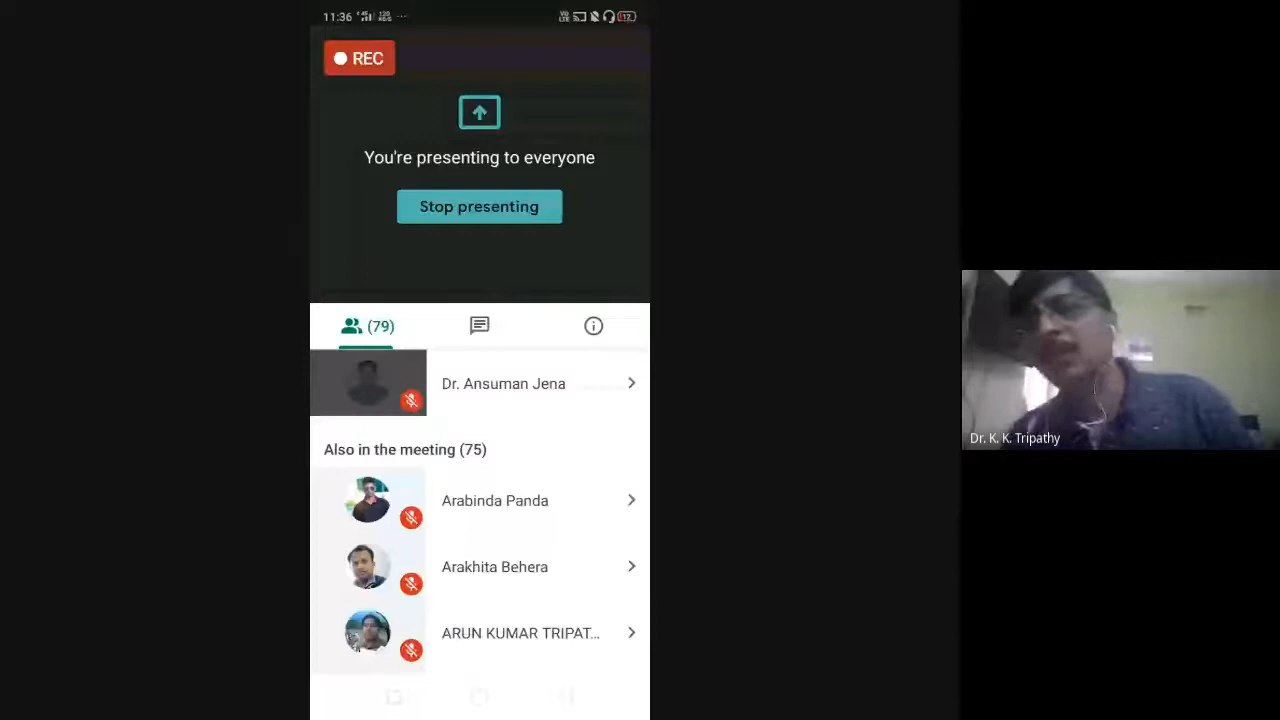 11:36
REC
You're presenting to everyone
Stop presenting
(79)
Dr. Ansuman Jena
Also in the meeting (75)
Arabinda Panda
Arakhita Behera
ARUN KUMAR TRIPAT...
Dr. K. K. Tripathy